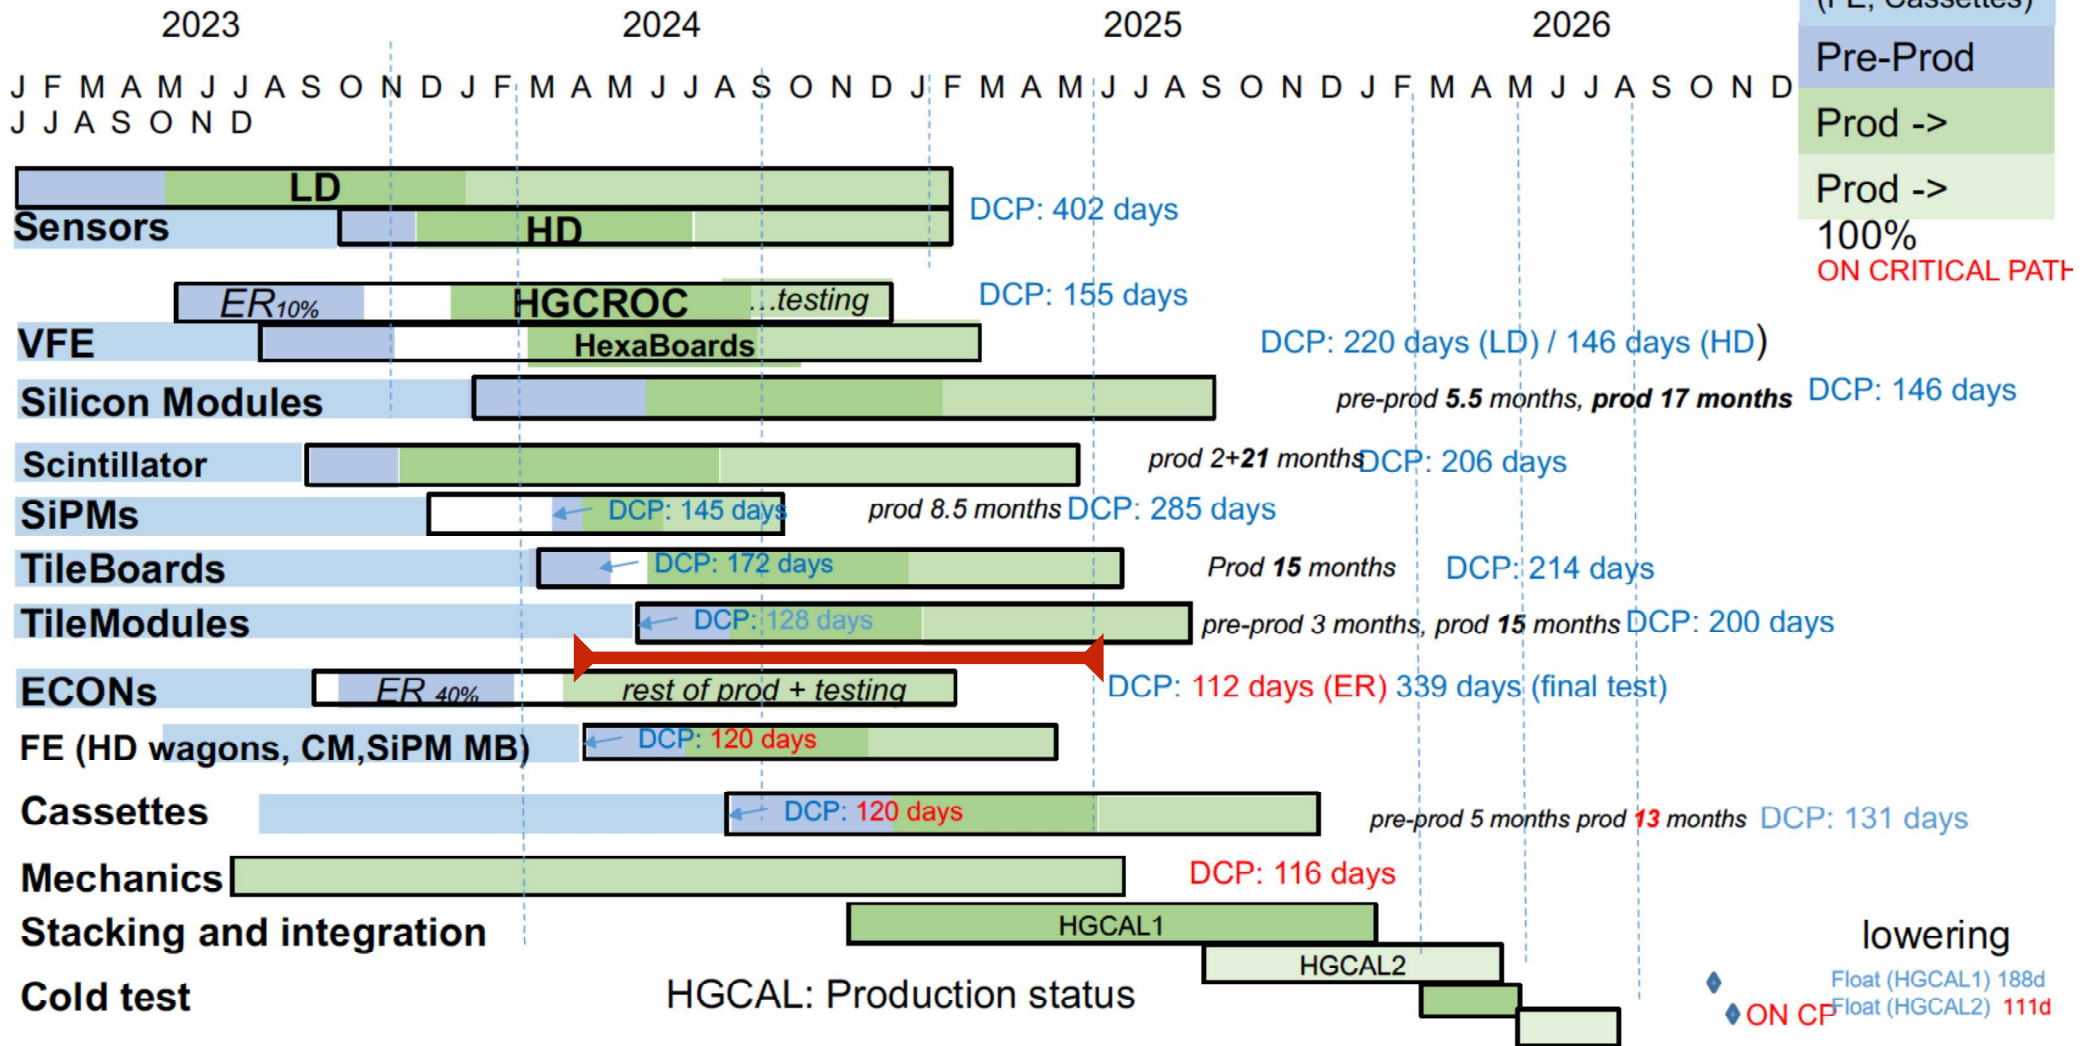 2023 2024 2025 2026
(FE, Cassettes)
Pre-Prod
J F M A M J J A S O N D J F M A M J J A S O N D J F M A M J J A S O N D J F M A M J J A S O N D
J J A S O N D
Prod ->
LD
Prod ->
100%
ON CRITICAL PATH
Sensors HD DCP: 402 days
ER10% HGCROC ...testing DCP: 155 days
VFE HexaBoards DCP: 220 days (LD) / 146 days (HD)
Silicon Modules pre-prod 5.5 months, prod 17 months DCP: 146 days
Scintillator prod 2+21 months DCP: 206 days
SiPMs DCP: 145 days prod 8.5 months DCP: 285 days
TileBoards DCP: 172 days Prod 15 months DCP: 214 days
TileModules DCP: 128 days pre-prod 3 months, prod 15 months DCP: 200 days
ECONs ER 40% rest of prod + testing DCP: 112 days (ER) 339 days (final test)
FE (HD wagons, CM,SiPM MB) DCP: 120 days
Cassettes DCP: 120 days pre-prod 5 months prod 13 months DCP: 131 days
Mechanics DCP: 116 days
Stacking and integration HGCAL1
lowering
HGCAL2
Float (HGCAL1) 188d
Cold test HGCAL: Production status
ON CP Float (HGCAL2) 111d